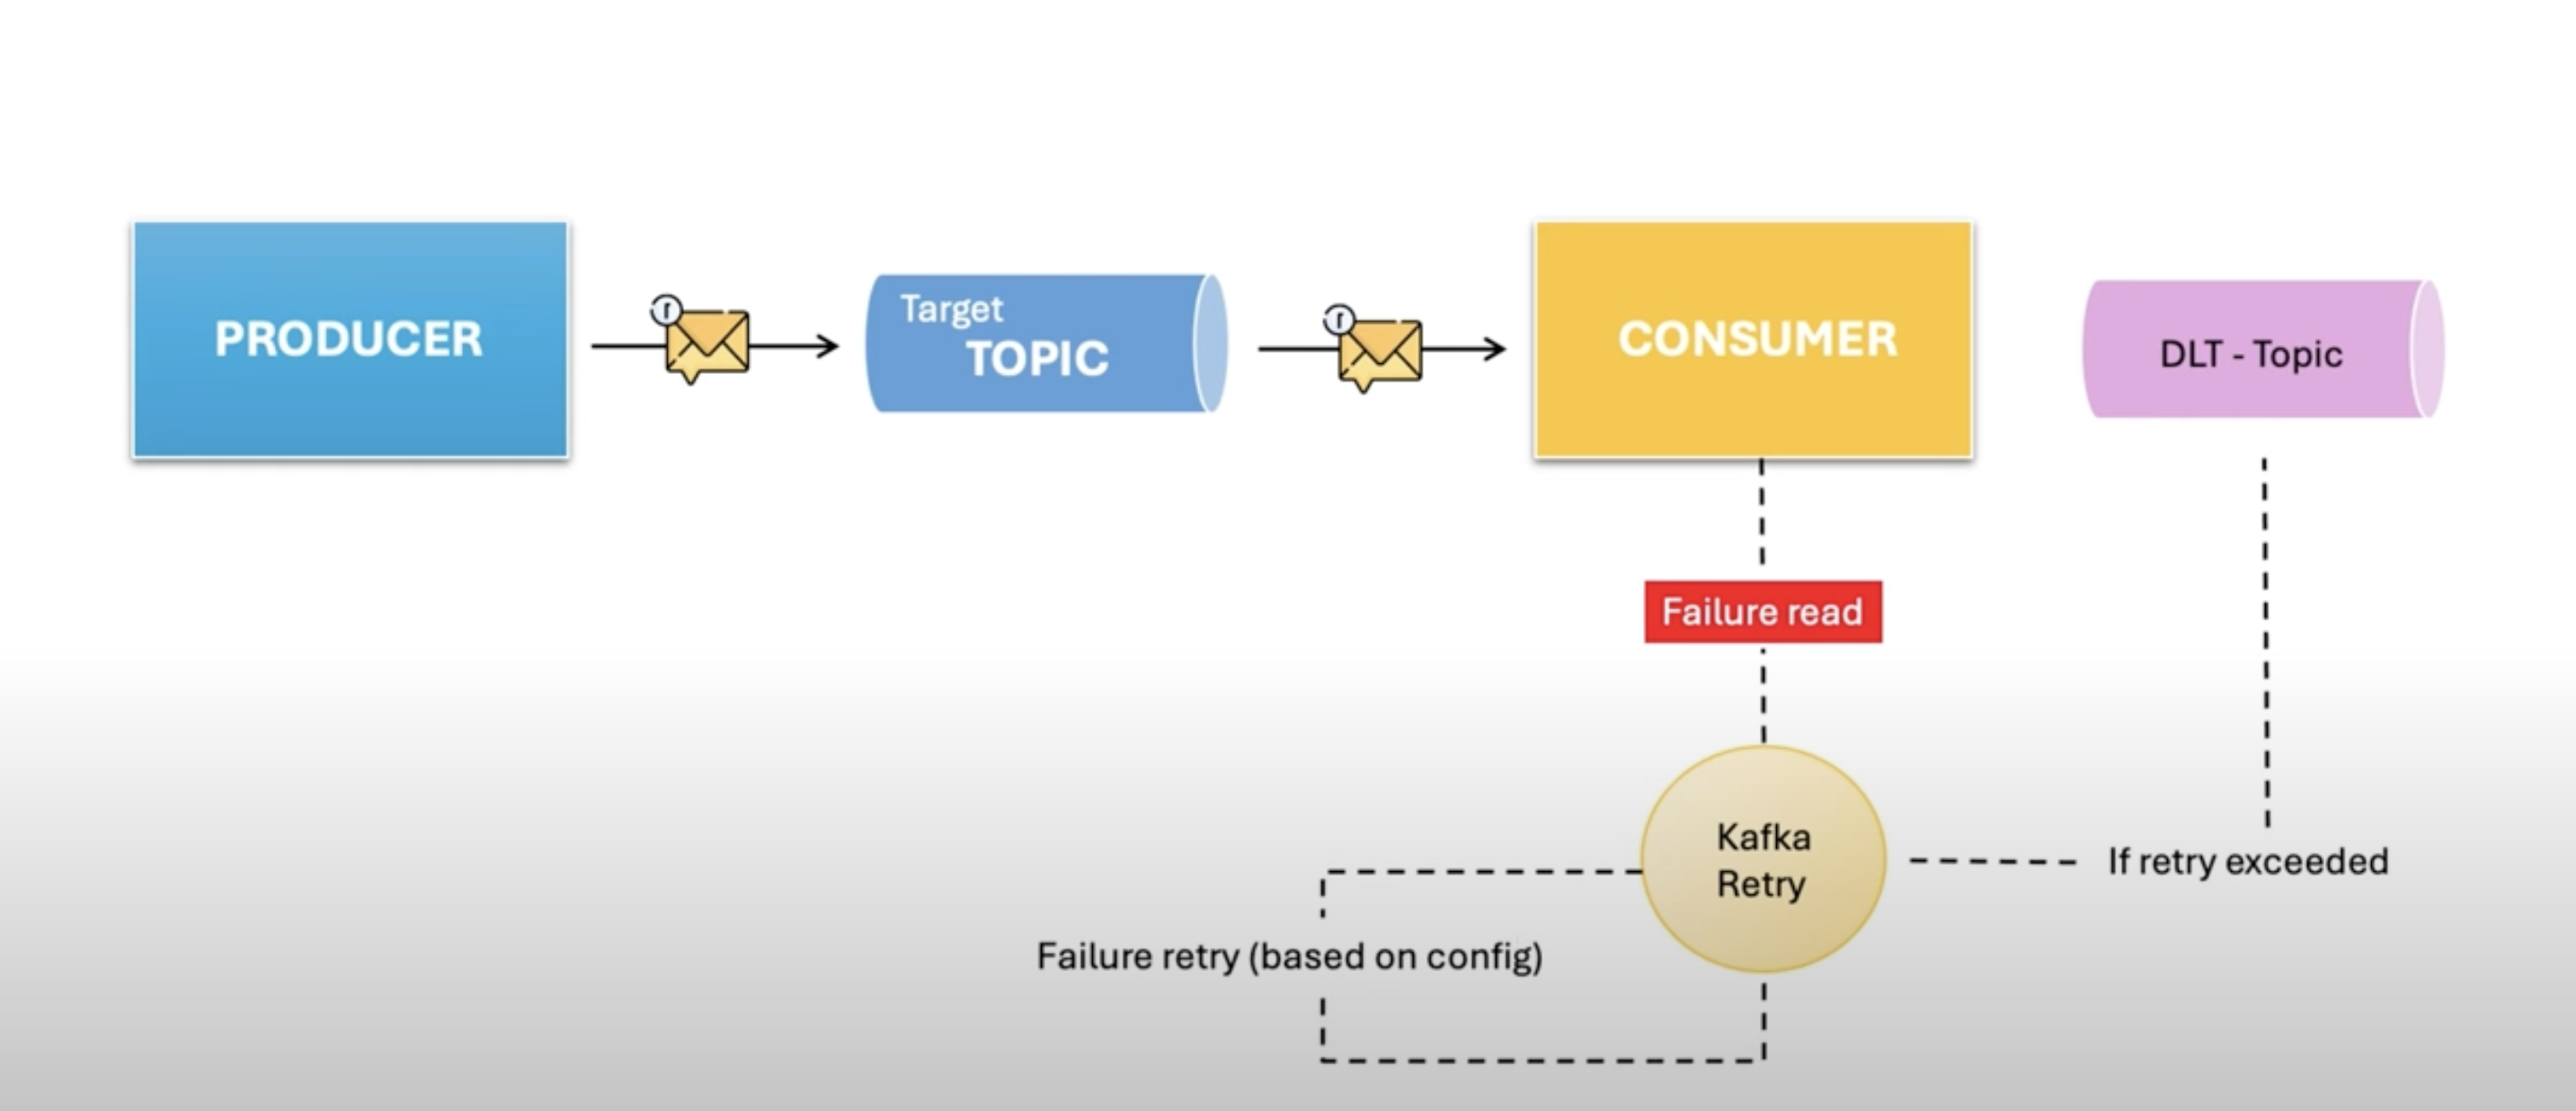 PRODUCER
Target
TOPIC
CONSUMER
DLT - Topic
Failure read
Kafka
Retry
If retry exceeded
Failure retry (based on config)